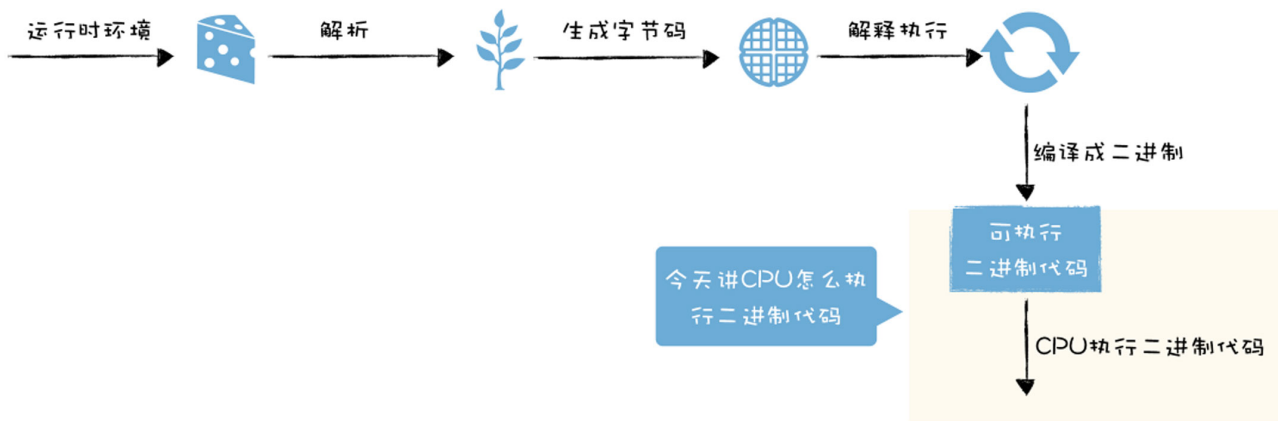 运行时环境
解析
生成字节码
解释执行
编译成二进制
可执行
二进制代码
今天讲CPU怎么执
行二进制代码
CPU执行二进制代码